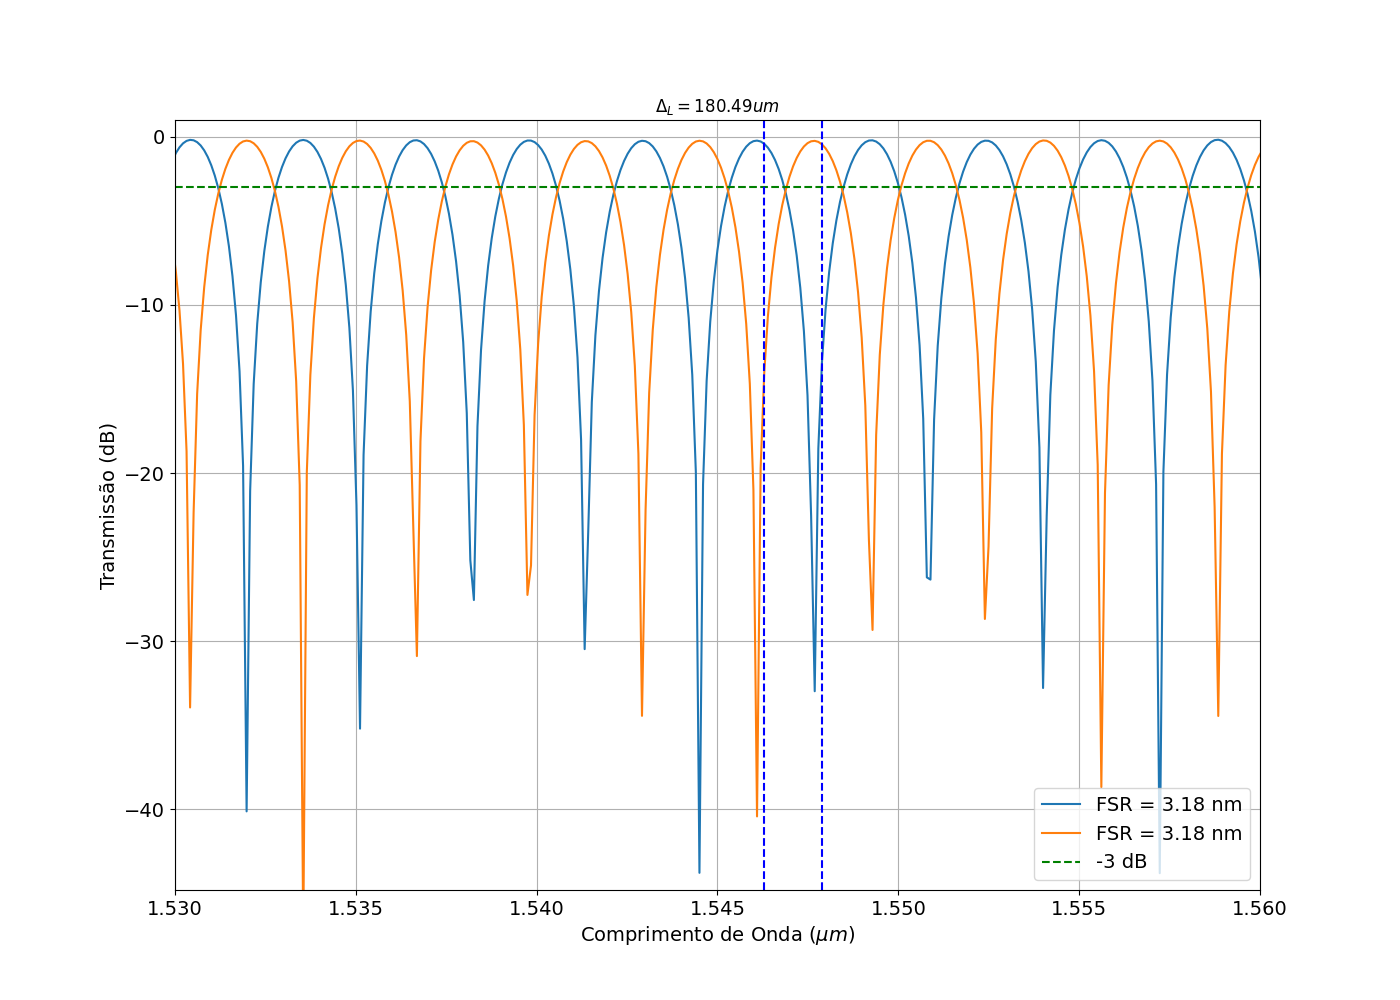 Δ_L = 180.49um
Transmissão (dB)
0
−10
−20
−30
−40
FSR = 3.18 nm
FSR = 3.18 nm
-3 dB
1.530 1.535 1.540 1.545 1.550 1.555 1.560
Comprimento de Onda (μm)